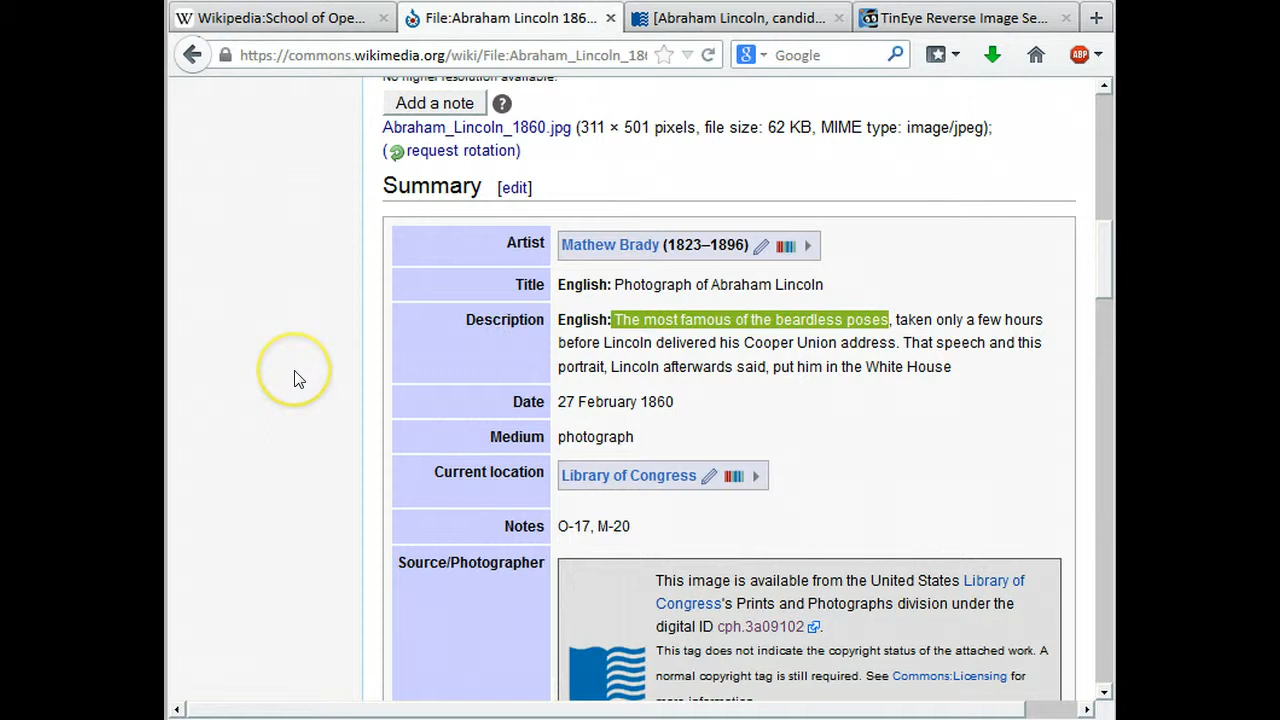 Wikipedia:School of Ope...
File:Abraham Lincoln 186...
[Abraham Lincoln, candid...
TinEye Reverse Image Se...
https://commons.wikimedia.org/wiki/File:Abraham_Lincoln_18
Google
ABP
No higher resolution available.
Add a note
Abraham_Lincoln_1860.jpg (311 × 501 pixels, file size: 62 KB, MIME type: image/jpeg);
(request rotation)
Summary [edit]
Artist
Mathew Brady (1823–1896)
Title
English: Photograph of Abraham Lincoln
Description
English: The most famous of the beardless poses, taken only a few hours
before Lincoln delivered his Cooper Union address. That speech and this
portrait, Lincoln afterwards said, put him in the White House
Date
27 February 1860
Medium
photograph
Current location
Library of Congress
Notes
O-17, M-20
Source/Photographer
This image is available from the United States Library of
Congress's Prints and Photographs division under the
digital ID cph.3a09102.
This tag does not indicate the copyright status of the attached work. A
normal copyright tag is still required. See Commons:Licensing for
more information.